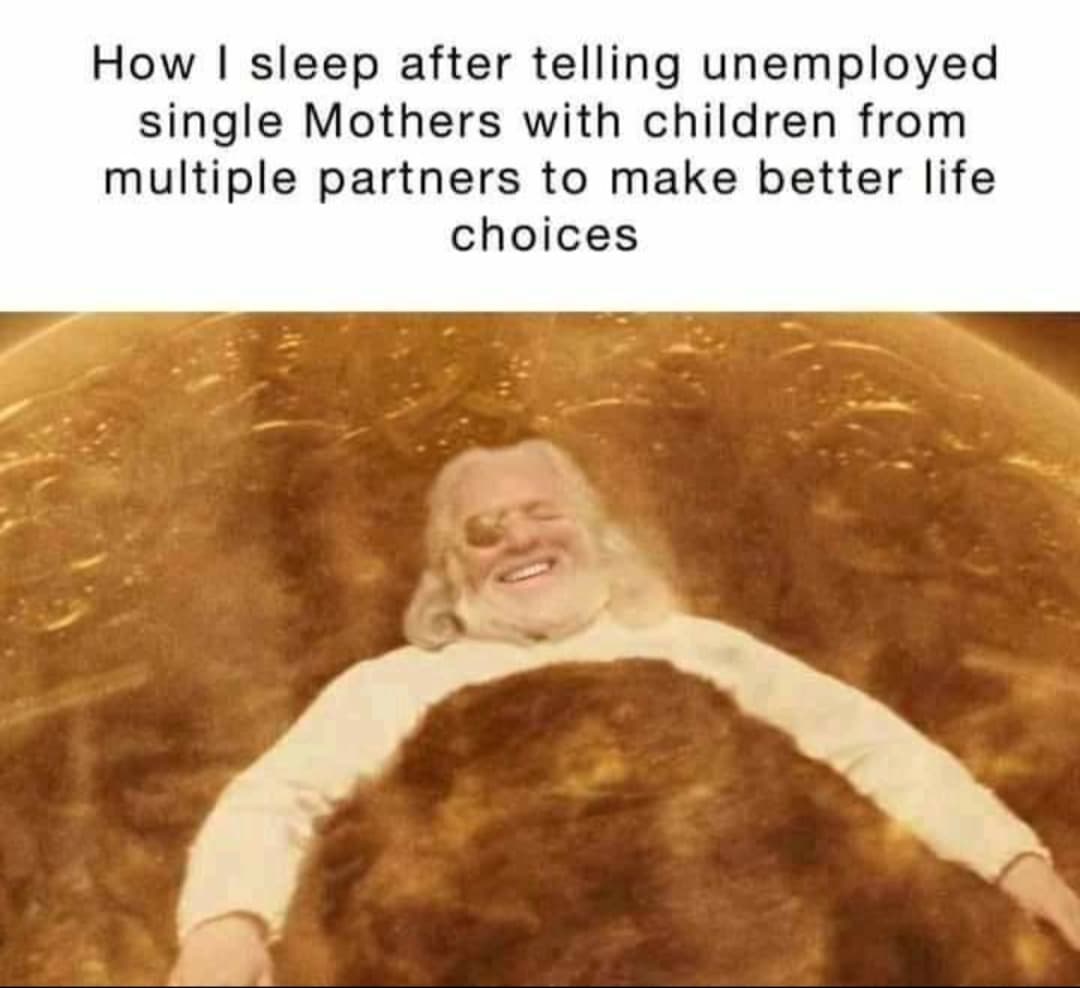 How I sleep after telling unemployed
single Mothers with children from
multiple partners to make better life
choices